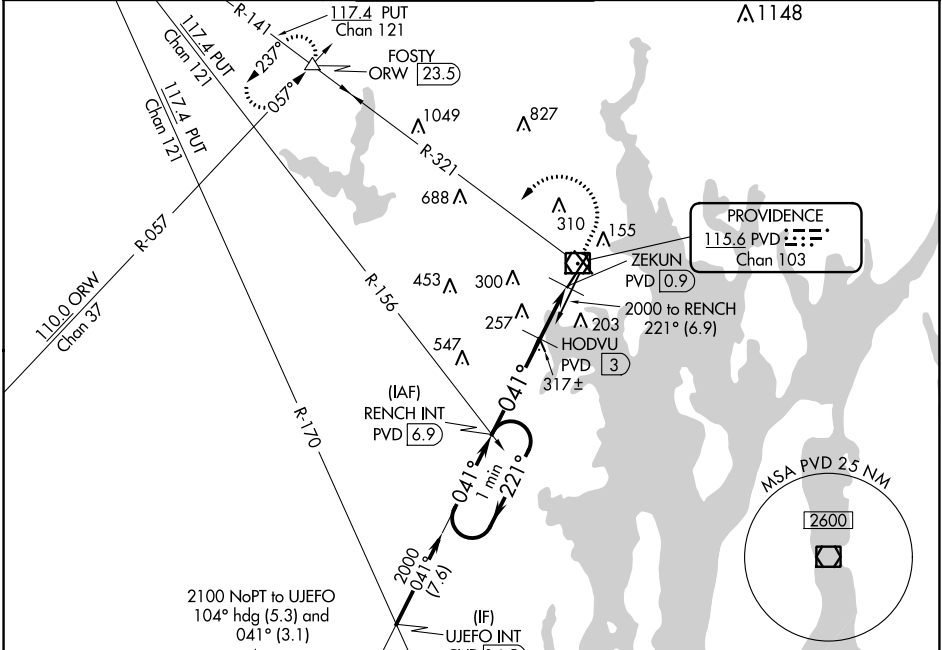 R-141
117.4 PUT
Chan 121
1148
117.4 PUT
Chan 121
237°
057°
FOSTY
ORW 23.5
117.4 PUT
Chan 121
1049
827
R-321
688
310
155
PROVIDENCE
115.6 PVD
Chan 103
R-057
ZEKUN
PVD 0.9
453
300
R-156
2000 to RENCH
221° (6.9)
110.0 ORW
Chan 37
257
203
HODVU
PVD 3
547
317±
041°
(IAF)
RENCH INT
PVD 6.9
R-170
041°
1 min
221°
MSA PVD 25 NM
2600
2000
041°
(7.6)
2100 NoPT to UJEFO
104° hdg (5.3) and
041° (3.1)
(IF)
UJEFO INT